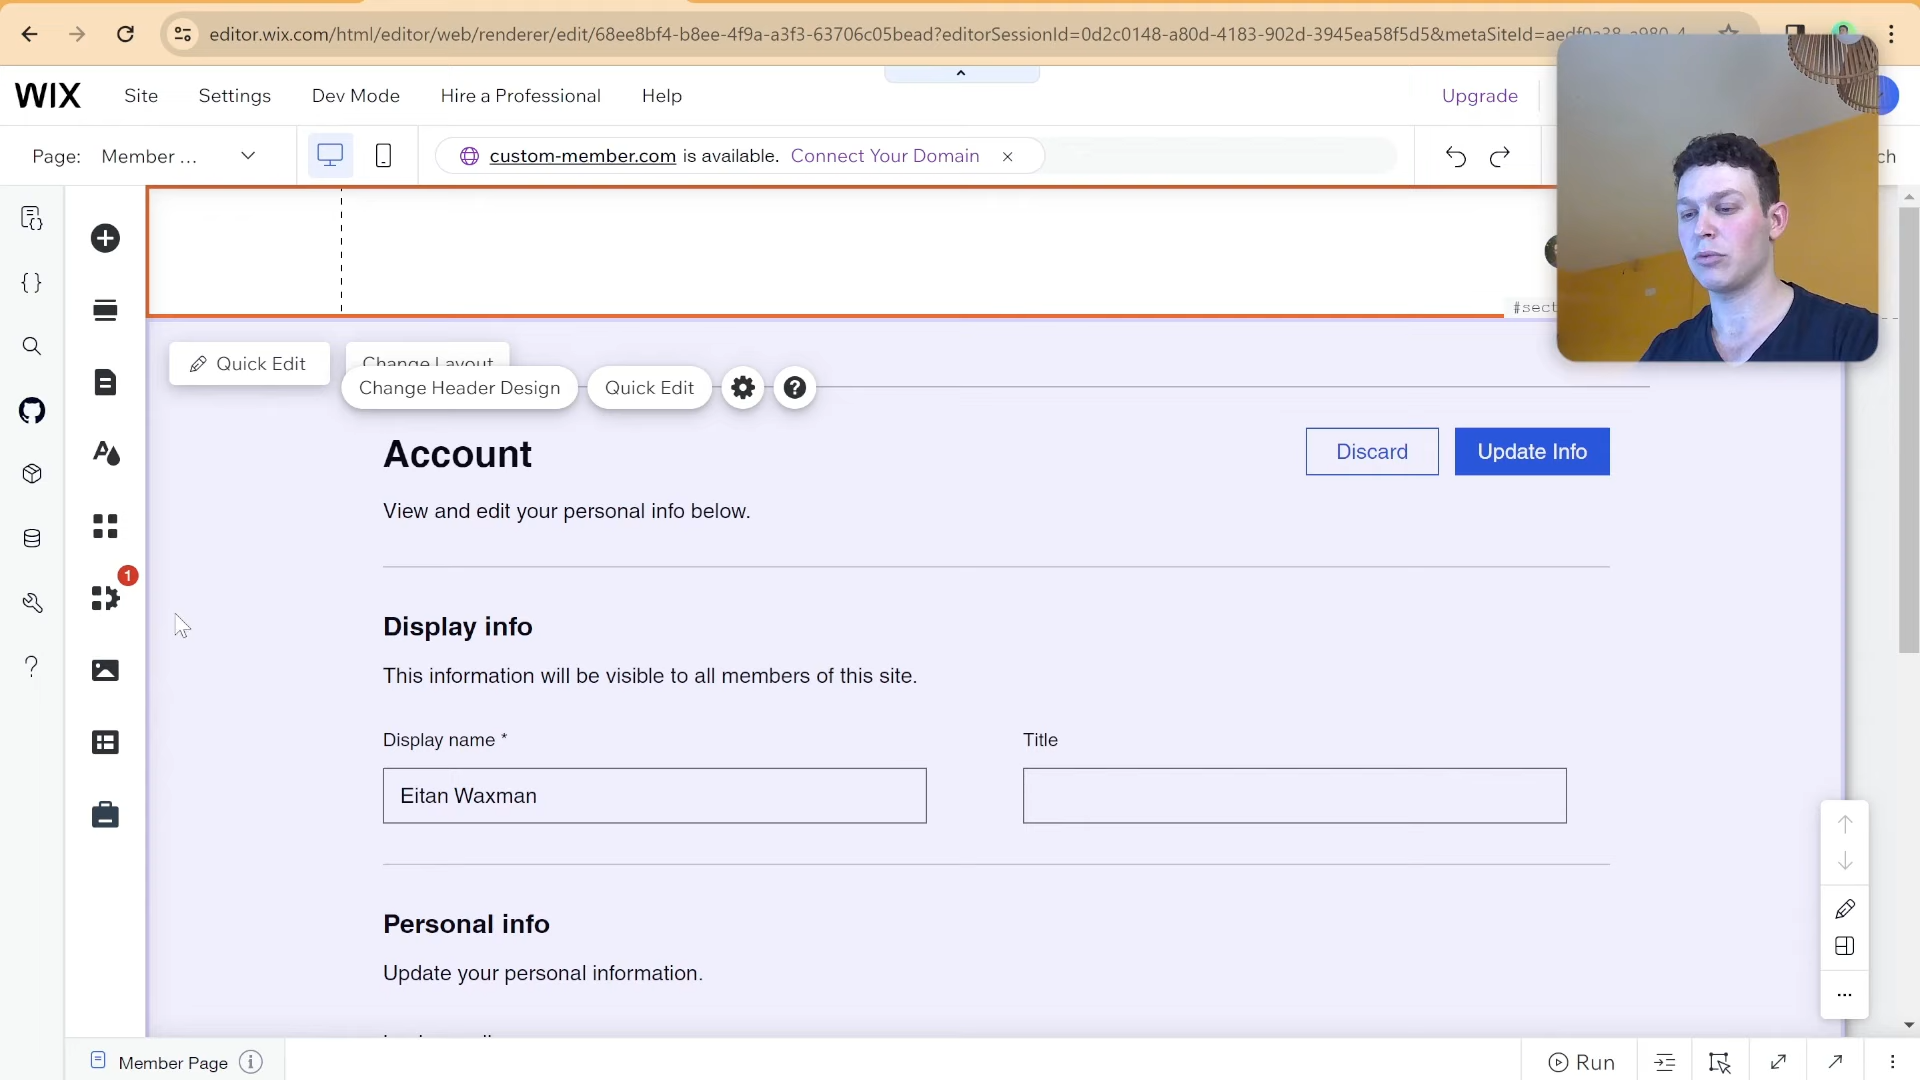 editor.wix.com/html/editor/web/renderer/edit/68ee8bf4-b8ee-4f9a-a3f3-63706c05bead?editorSessionId=0d2c0148-a80d-4183-902d-3945ea58f5d5&metaSiteId=aedf0a38-a980-4
WIX Site Settings Dev Mode Hire a Professional Help Upgrade
Page: Member ... custom-member.com is available. Connect Your Domain ch
#sect
Quick Edit Change Layout
Change Header Design Quick Edit
Account Discard Update Info
View and edit your personal info below.
1
Display info
This information will be visible to all members of this site.
Display name * Title
Eitan Waxman
Personal info
Update your personal information.
Member Page Run